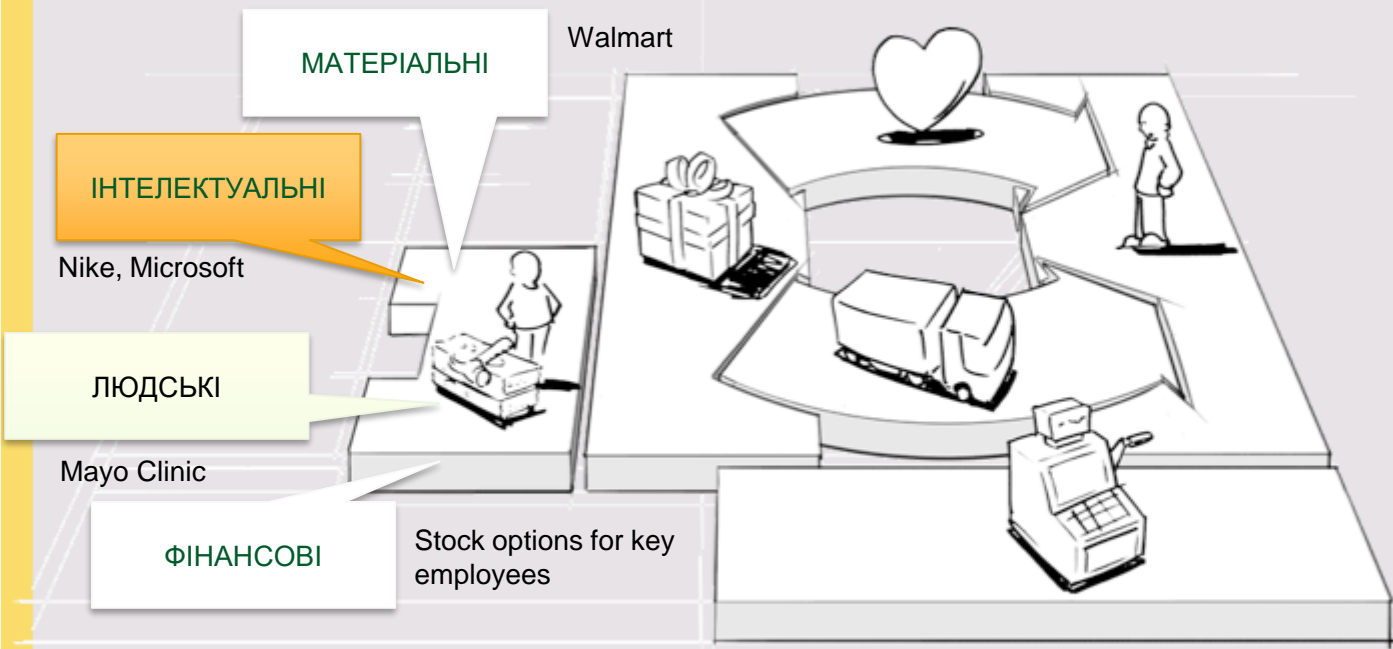 МАТЕРІАЛЬНІ
Walmart
ІНТЕЛЕКТУАЛЬНІ
Nike, Microsoft
ЛЮДСЬКІ
Mayo Clinic
ФІНАНСОВІ
Stock options for key
employees